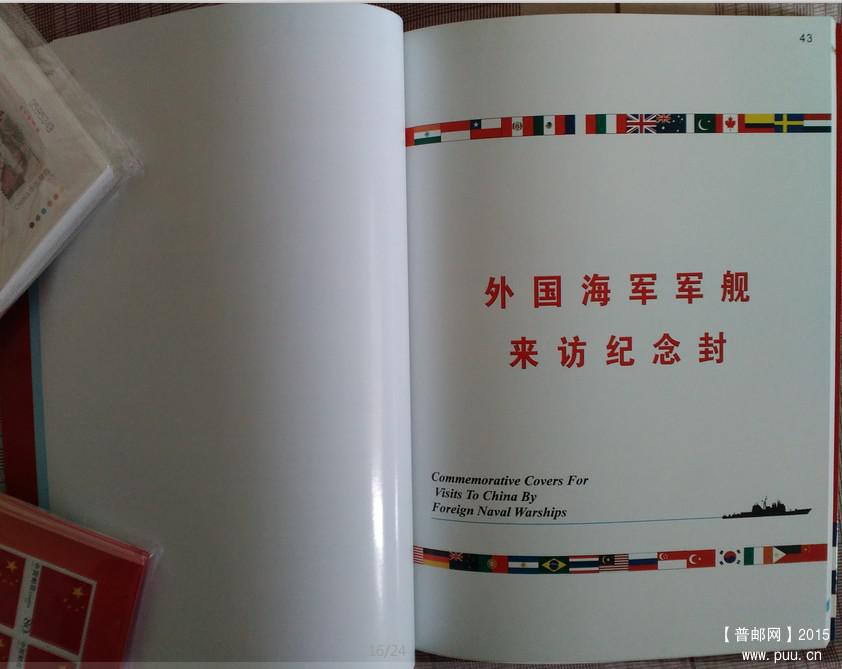 43
外国海军军舰
来访纪念封
Commemorative Covers For
Visits To China By
Foreign Naval Warships
16/24
【普邮网】2015
www.puu.cn